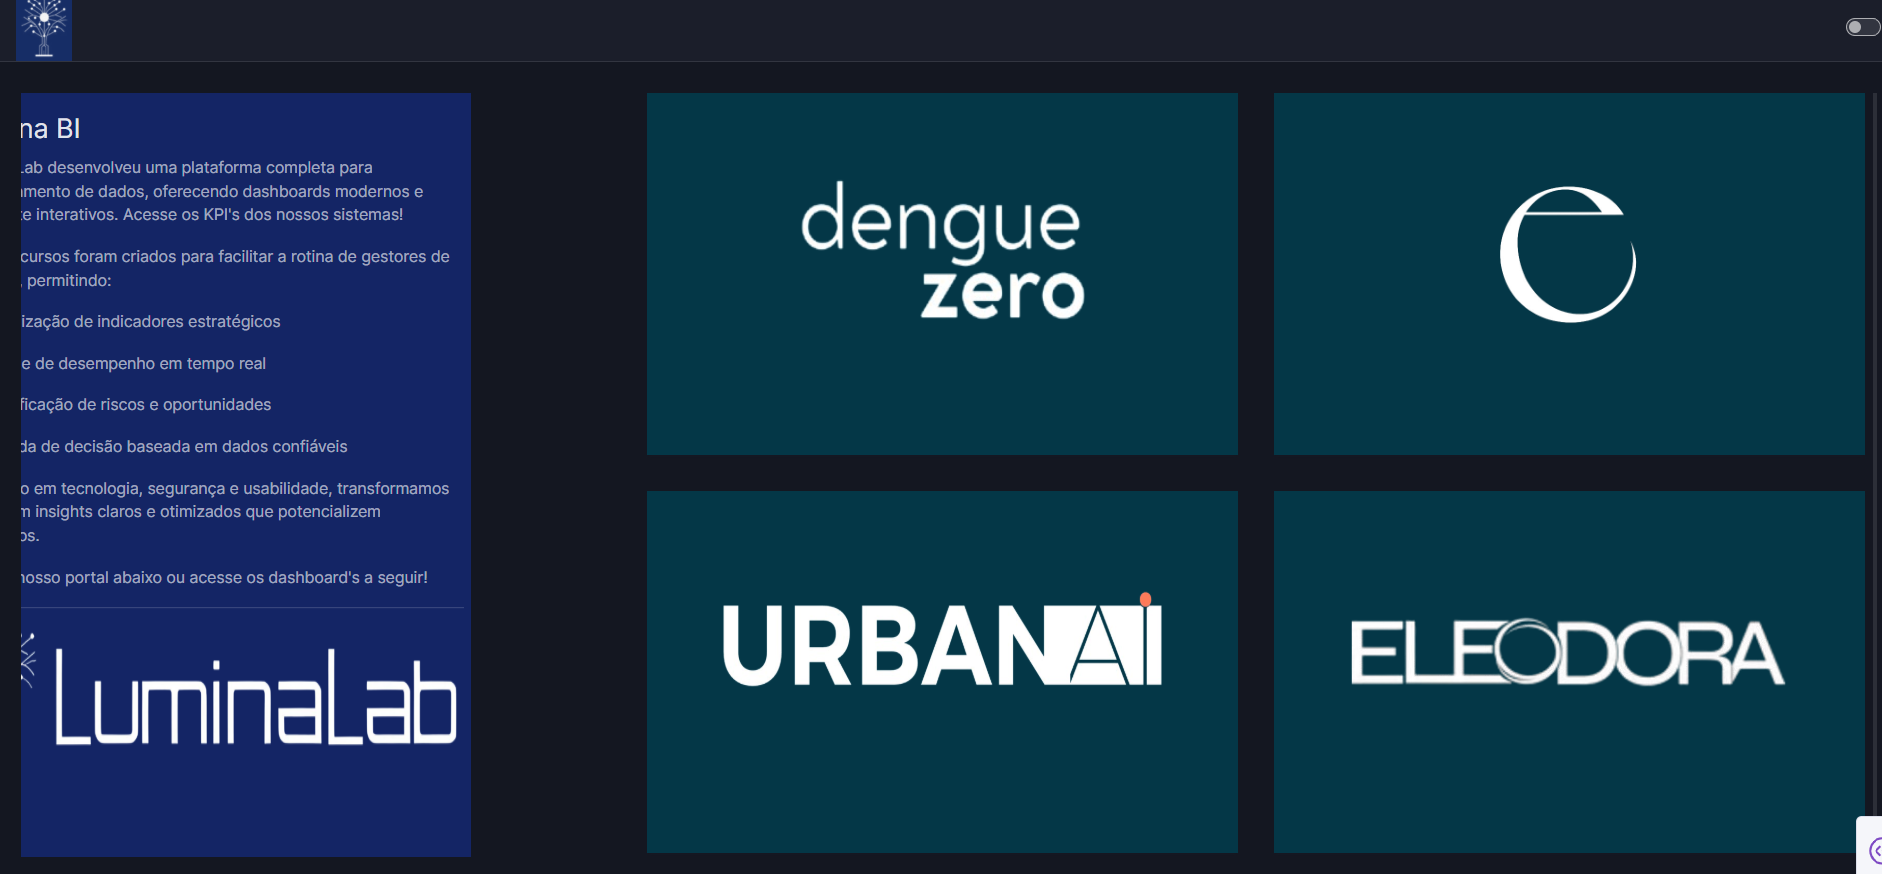 na BI
Lab desenvolveu uma plataforma completa para
mento de dados, oferecendo dashboards modernos e
e interativos. Acesse os KPI's dos nossos sistemas!
cursos foram criados para facilitar a rotina de gestores de
, permitindo:
ização de indicadores estratégicos
e de desempenho em tempo real
ficação de riscos e oportunidades
da de decisão baseada em dados confiáveis
o em tecnologia, segurança e usabilidade, transformamos
m insights claros e otimizados que potencializem
os.
nosso portal abaixo ou acesse os dashboard's a seguir!
LuminaLab
dengue
zero
URBANAI
ELEODORA